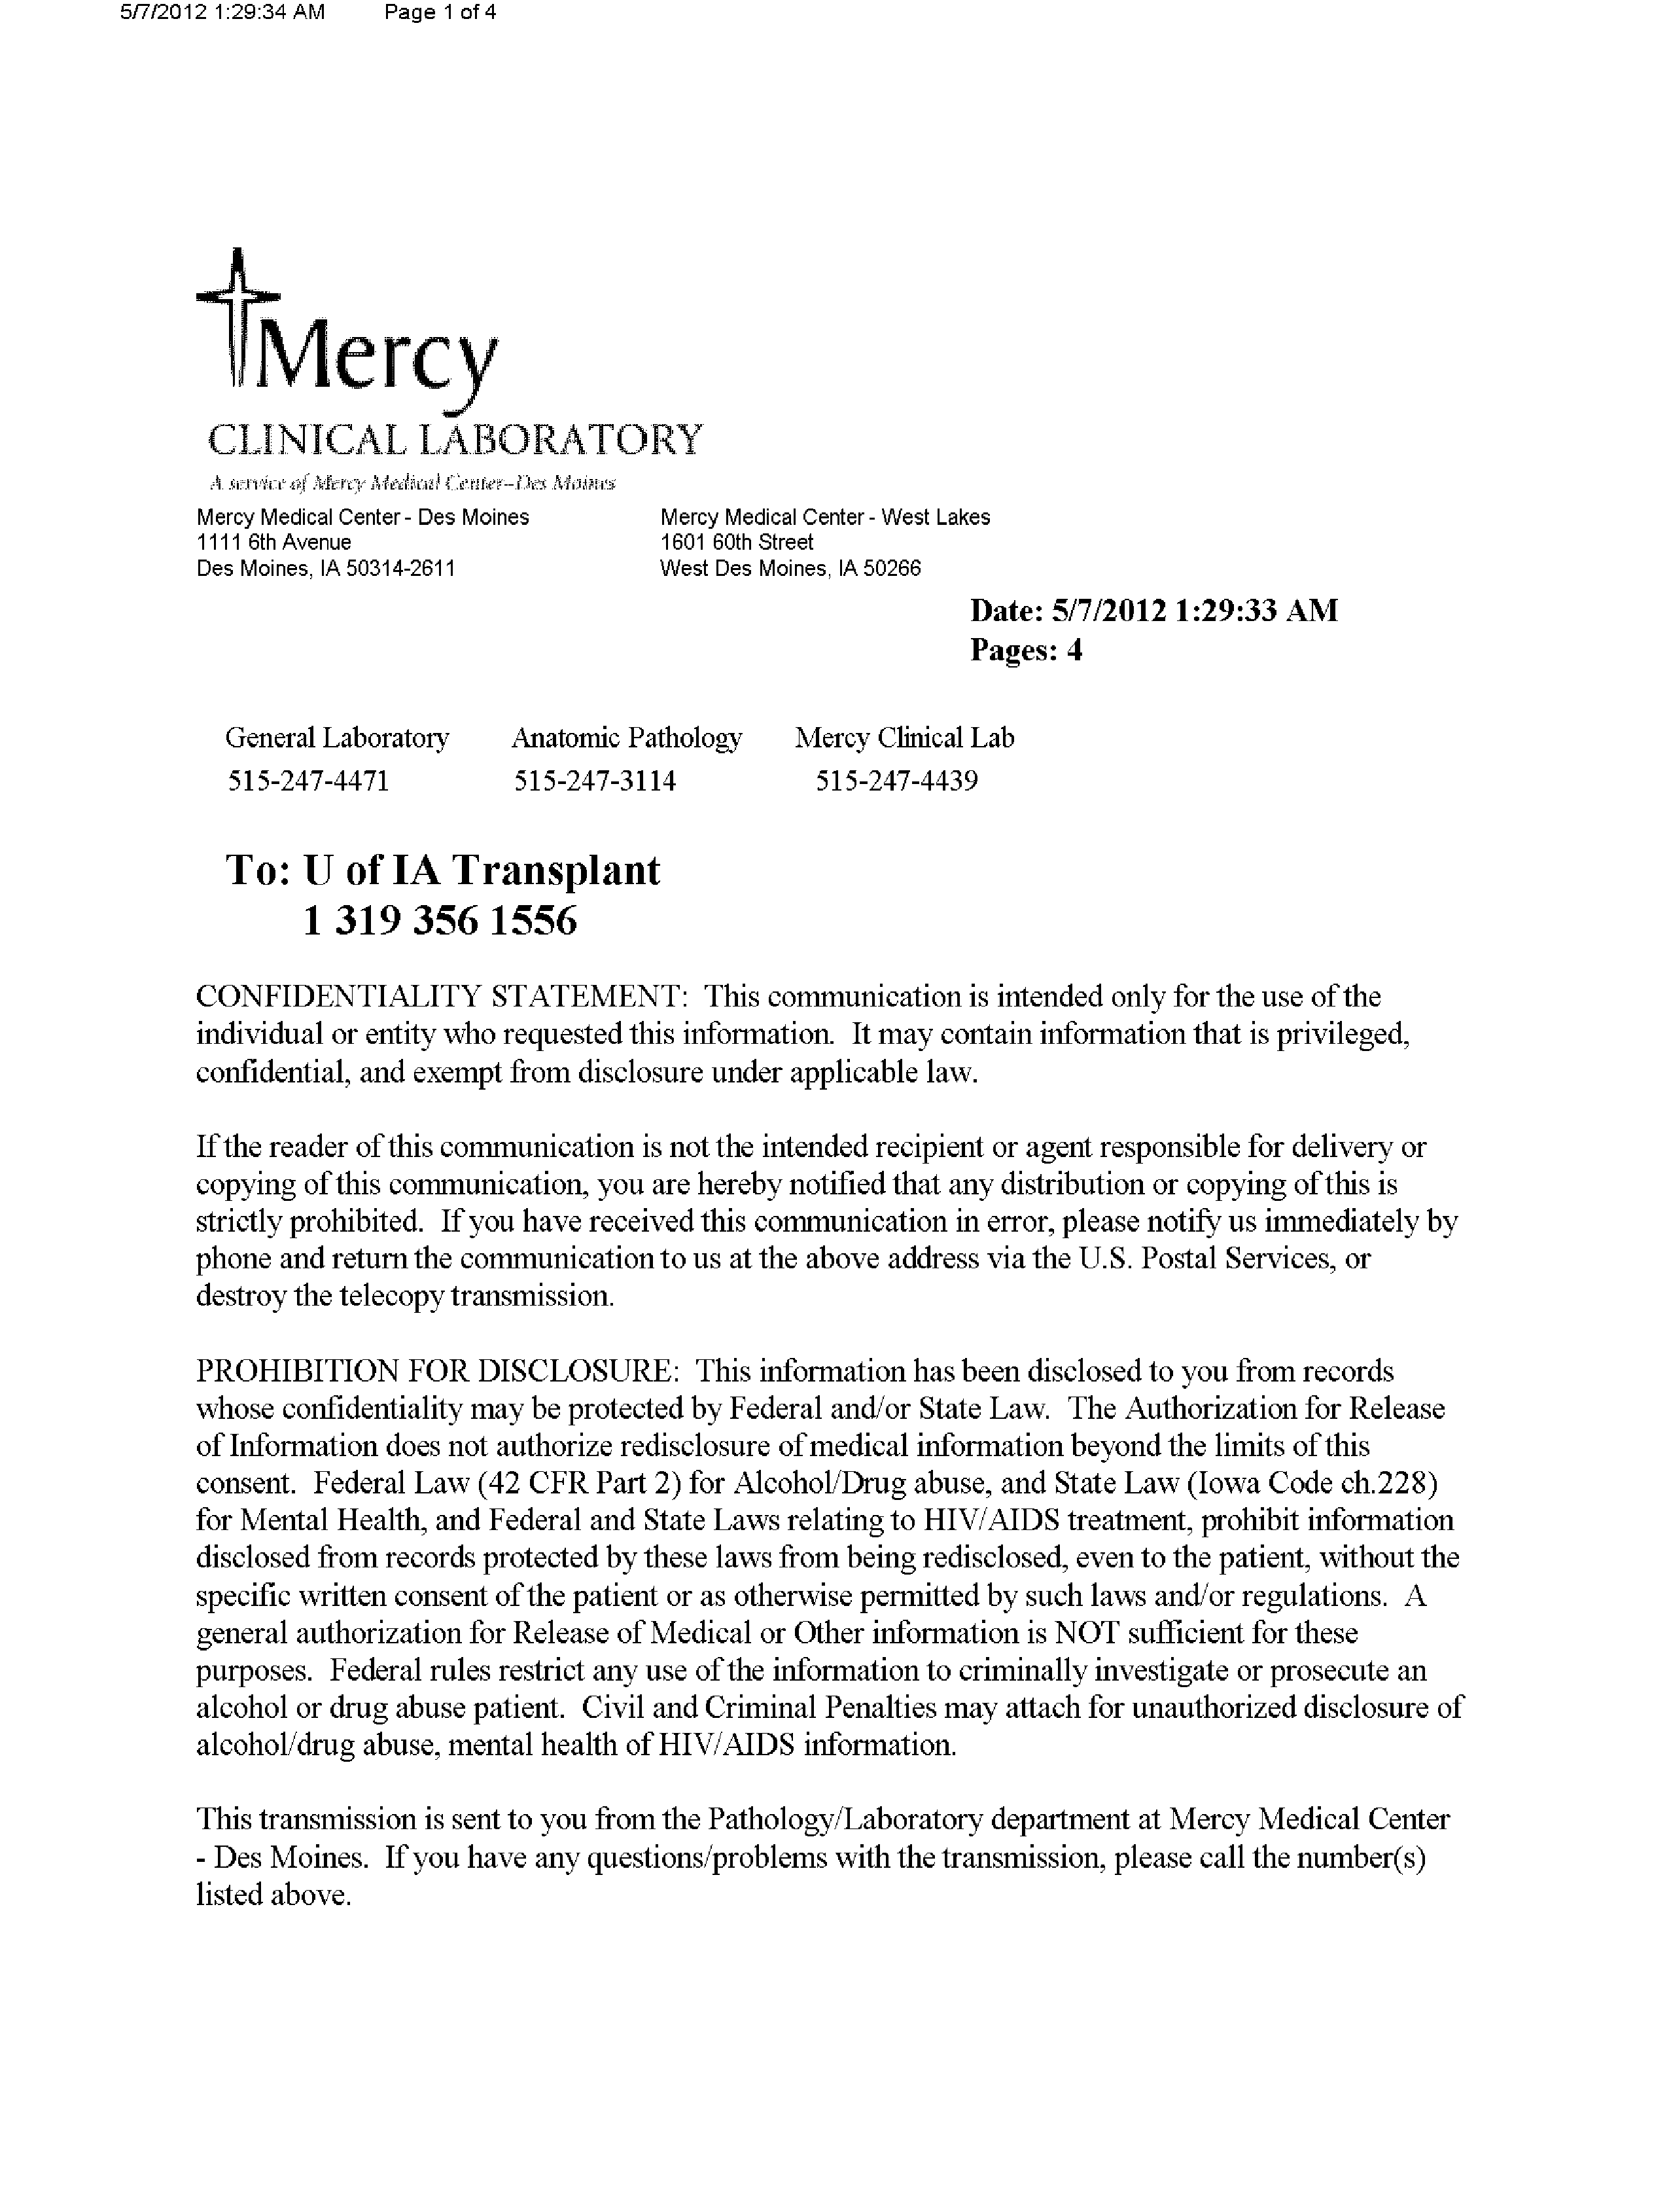 5/7/2012 1:29:34 AM Page 1 of 4
Mercy
CLINICAL LABORATORY
A service of Mercy Medical Center–Des Moines
Mercy Medical Center - Des Moines Mercy Medical Center - West Lakes
1111 6th Avenue 1601 60th Street
Des Moines, IA 50314-2611 West Des Moines, IA 50266
Date: 5/7/2012 1:29:33 AM
Pages: 4
General Laboratory Anatomic Pathology Mercy Clinical Lab
515-247-4471 515-247-3114 515-247-4439
To: U of IA Transplant
1 319 356 1556
CONFIDENTIALITY STATEMENT: This communication is intended only for the use of the
individual or entity who requested this information. It may contain information that is privileged,
confidential, and exempt from disclosure under applicable law.
If the reader of this communication is not the intended recipient or agent responsible for delivery or
copying of this communication, you are hereby notified that any distribution or copying of this is
strictly prohibited. If you have received this communication in error, please notify us immediately by
phone and return the communication to us at the above address via the U.S. Postal Services, or
destroy the telecopy transmission.
PROHIBITION FOR DISCLOSURE: This information has been disclosed to you from records
whose confidentiality may be protected by Federal and/or State Law. The Authorization for Release
of Information does not authorize redisclosure of medical information beyond the limits of this
consent. Federal Law (42 CFR Part 2) for Alcohol/Drug abuse, and State Law (Iowa Code ch.228)
for Mental Health, and Federal and State Laws relating to HIV/AIDS treatment, prohibit information
disclosed from records protected by these laws from being redisclosed, even to the patient, without the
specific written consent of the patient or as otherwise permitted by such laws and/or regulations. A
general authorization for Release of Medical or Other information is NOT sufficient for these
purposes. Federal rules restrict any use of the information to criminally investigate or prosecute an
alcohol or drug abuse patient. Civil and Criminal Penalties may attach for unauthorized disclosure of
alcohol/drug abuse, mental health of HIV/AIDS information.
This transmission is sent to you from the Pathology/Laboratory department at Mercy Medical Center
- Des Moines. If you have any questions/problems with the transmission, please call the number(s)
listed above.